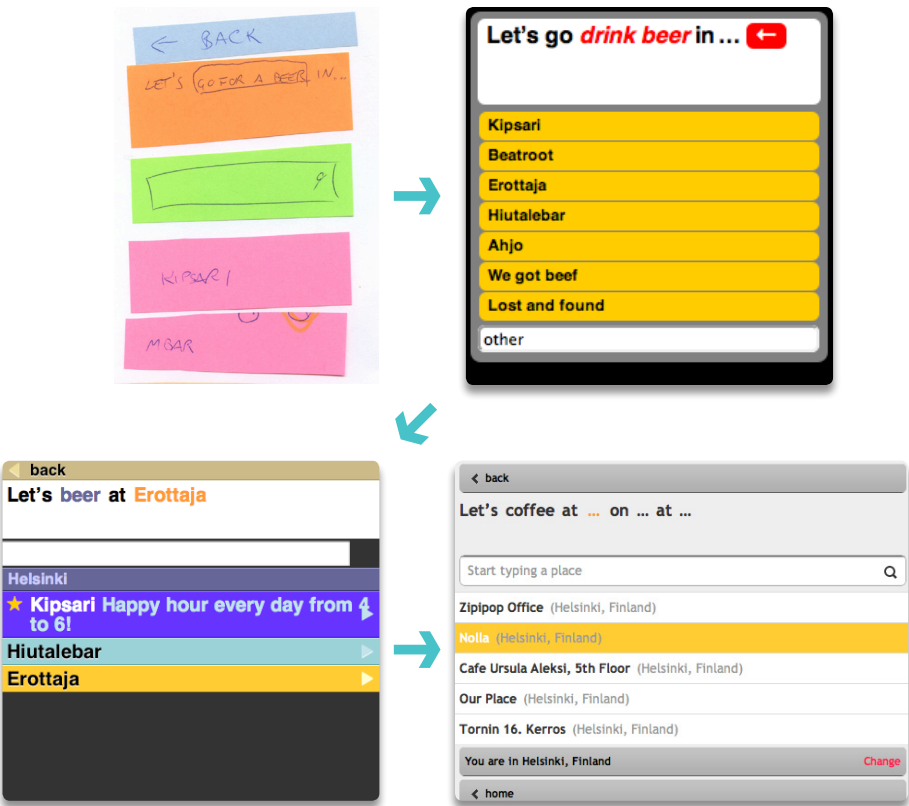 ← BACK
LET'S GO FOR A BEER IN...
KIPSARI
MBAR
Let's go drink beer in ... ←
Kipsari
Beatroot
Erottaja
Hiutalebar
Ahjo
We got beef
Lost and found
other
back
Let's beer at Erottaja
Helsinki
★ Kipsari Happy hour every day from 4
to 6!
Hiutalebar
Erottaja
back
Let's coffee at ... on ... at ...
Start typing a place
Zipipop Office (Helsinki, Finland)
Nolla (Helsinki, Finland)
Cafe Ursula Aleksi, 5th Floor (Helsinki, Finland)
Our Place (Helsinki, Finland)
Tornin 16. Kerros (Helsinki, Finland)
You are in Helsinki, Finland Change
home